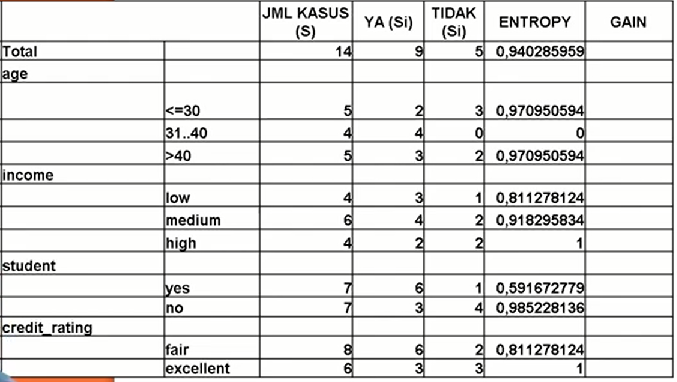 JML KASUS (S) YA (Si) TIDAK (Si) ENTROPY GAIN
Total 14 9 5 0,940285959
age
<=30 5 2 3 0,970950594
31..40 4 4 0 0
>40 5 3 2 0,970950594
income
low 4 3 1 0,811278124
medium 6 4 2 0,918295834
high 4 2 2 1
student
yes 7 6 1 0,591672779
no 7 3 4 0,985228136
credit_rating
fair 8 6 2 0,811278124
excellent 6 3 3 1